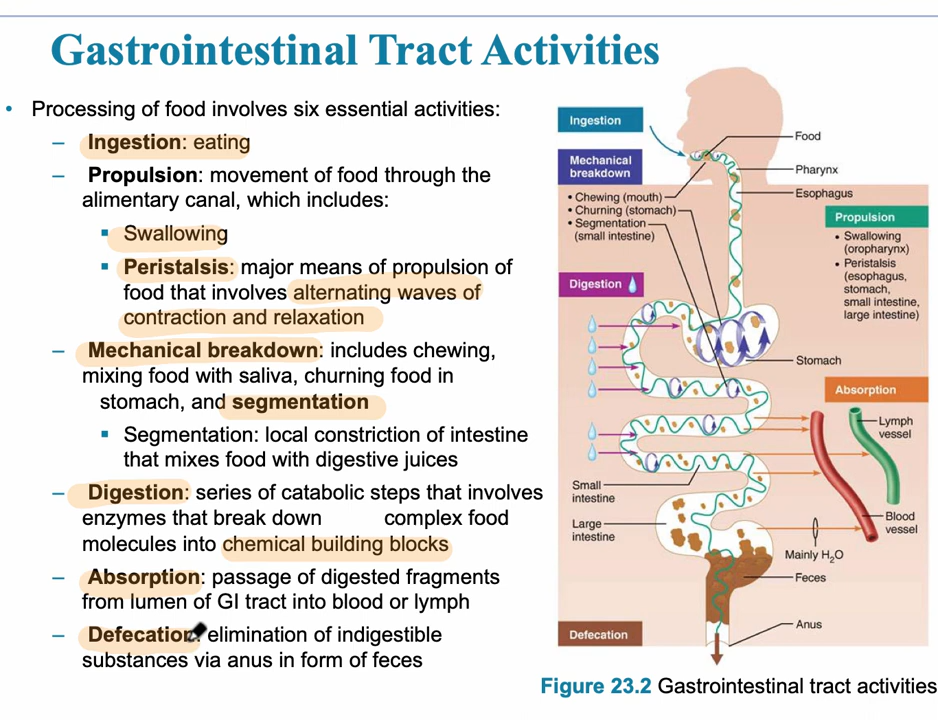 Gastrointestinal Tract Activities
• Processing of food involves six essential activities:
– Ingestion: eating
– Propulsion: movement of food through the
alimentary canal, which includes:
▪ Swallowing
▪ Peristalsis: major means of propulsion of
food that involves alternating waves of
contraction and relaxation
– Mechanical breakdown: includes chewing,
mixing food with saliva, churning food in
stomach, and segmentation
▪ Segmentation: local constriction of intestine
that mixes food with digestive juices
– Digestion: series of catabolic steps that involves
enzymes that break down complex food
molecules into chemical building blocks
– Absorption: passage of digested fragments
from lumen of GI tract into blood or lymph
– Defecation: elimination of indigestible
substances via anus in form of feces
Ingestion
Food
Mechanical
breakdown
Pharynx
Esophagus
• Chewing (mouth)
• Churning (stomach)
• Segmentation
(small intestine)
Propulsion
• Swallowing
(oropharynx)
• Peristalsis
(esophagus,
stomach,
small intestine,
large intestine)
Digestion
Stomach
Absorption
Lymph
vessel
Small
intestine
Large
intestine
Blood
vessel
Mainly H₂O
Feces
Anus
Defecation
Figure 23.2 Gastrointestinal tract activities